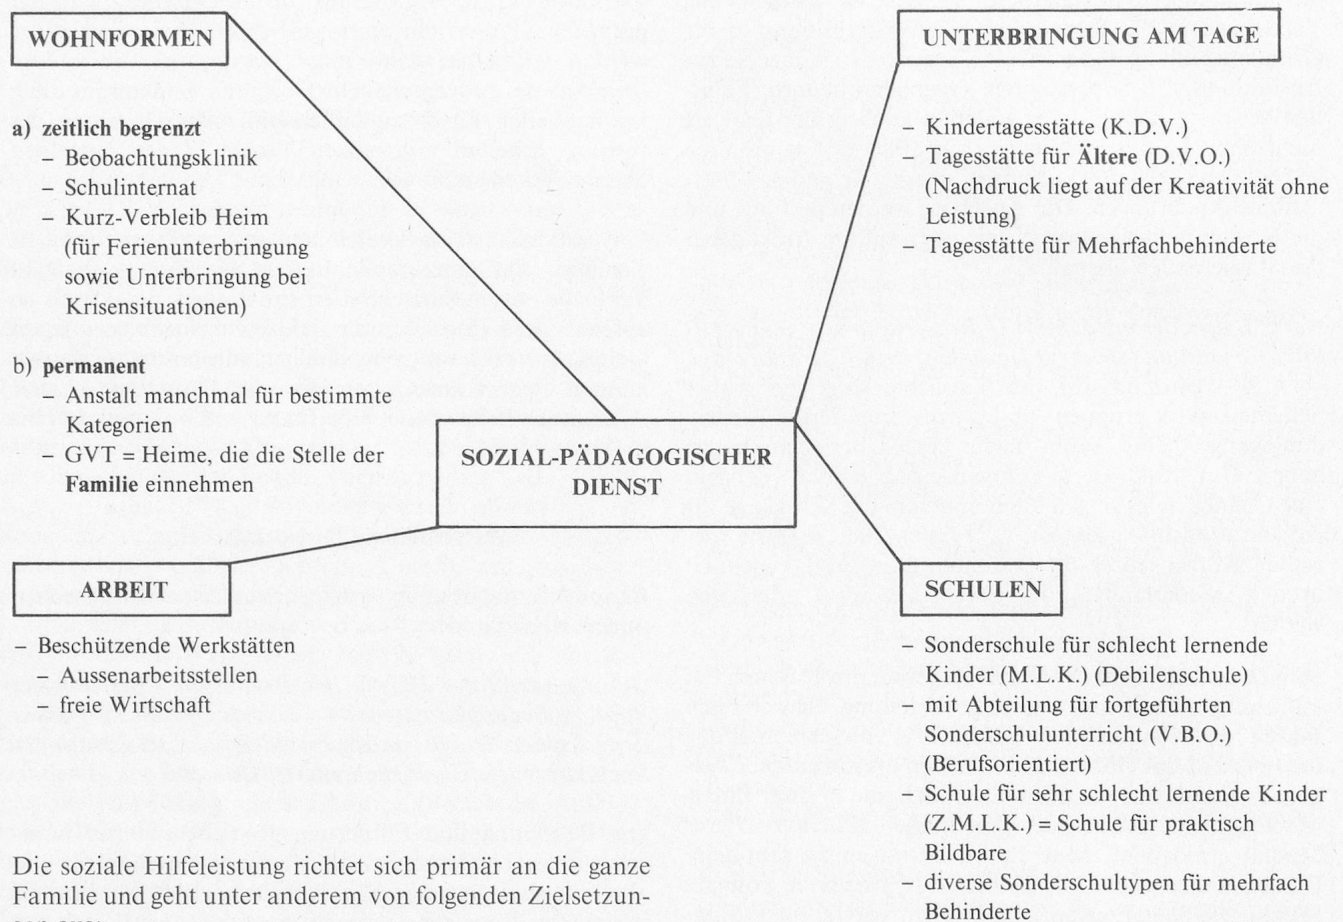 WOHNFORMEN
a) zeitlich begrenzt
– Beobachtungsklinik
– Schulinternat
– Kurz-Verbleib Heim
(für Ferienunterbringung
sowie Unterbringung bei
Krisensituationen)
b) permanent
– Anstalt manchmal für bestimmte
Kategorien
– GVT = Heime, die die Stelle der
Familie einnehmen
UNTERBRINGUNG AM TAGE
– Kindertagesstätte (K.D.V.)
– Tagesstätte für Ältere (D.V.O.)
(Nachdruck liegt auf der Kreativität ohne
Leistung)
– Tagesstätte für Mehrfachbehinderte
SOZIAL-PÄDAGOGISCHER
DIENST
ARBEIT
– Beschützende Werkstätten
– Aussenarbeitsstellen
– freie Wirtschaft
SCHULEN
– Sonderschule für schlecht lernende
Kinder (M.L.K.) (Debilenschule)
– mit Abteilung für fortgeführten
Sonderschulunterricht (V.B.O.)
(Berufsorientiert)
– Schule für sehr schlecht lernende Kinder
(Z.M.L.K.) = Schule für praktisch
Bildbare
– diverse Sonderschultypen für mehrfach
Behinderte
Die soziale Hilfeleistung richtet sich primär an die ganze
Familie und geht unter anderem von folgenden Zielsetzun-